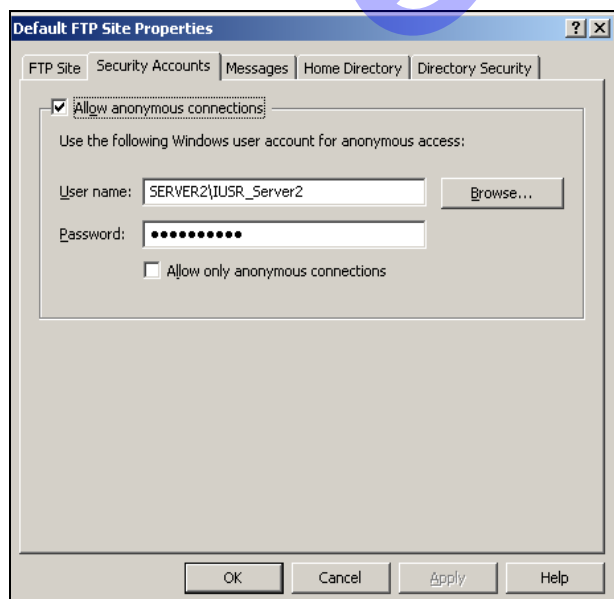 Default FTP Site Properties
FTP Site Security Accounts Messages Home Directory Directory Security
Allow anonymous connections
Use the following Windows user account for anonymous access:
User name: SERVER2\IUSR_Server2 Browse...
Password: ●●●●●●●●●●
Allow only anonymous connections
OK Cancel Apply Help